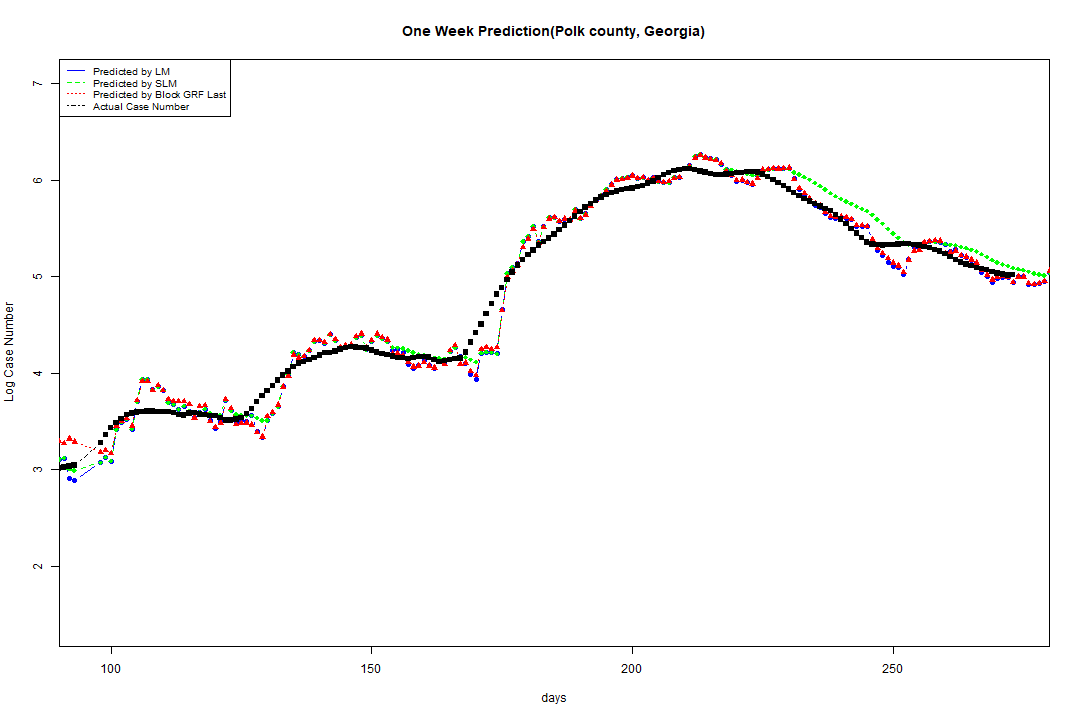 One Week Prediction(Polk county, Georgia)
Predicted by LM
Predicted by SLM
Predicted by Block GRF Last
Actual Case Number
7
6
5
4
3
2
Log Case Number
100 150 200 250
days